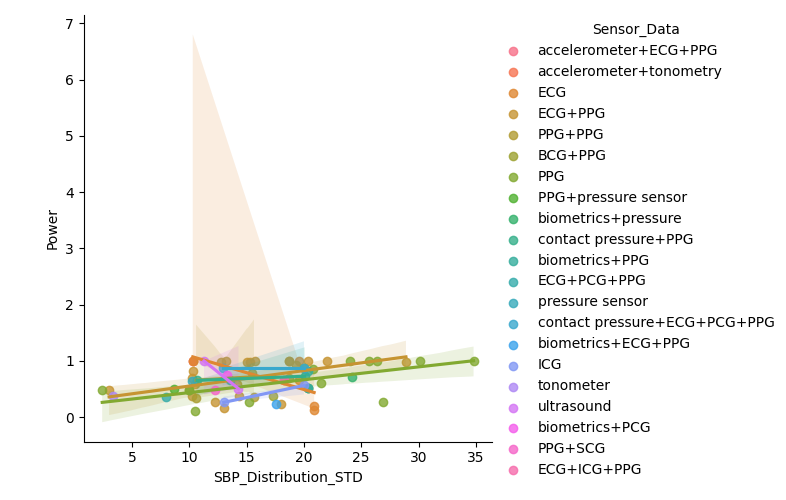 Sensor_Data
accelerometer+ECG+PPG
accelerometer+tonometry
ECG
ECG+PPG
PPG+PPG
BCG+PPG
PPG
PPG+pressure sensor
biometrics+pressure
contact pressure+PPG
biometrics+PPG
ECG+PCG+PPG
pressure sensor
contact pressure+ECG+PCG+PPG
biometrics+ECG+PPG
ICG
tonometer
ultrasound
biometrics+PCG
PPG+SCG
ECG+ICG+PPG
Power
7
6
5
4
3
2
1
0
5 10 15 20 25 30 35
SBP_Distribution_STD